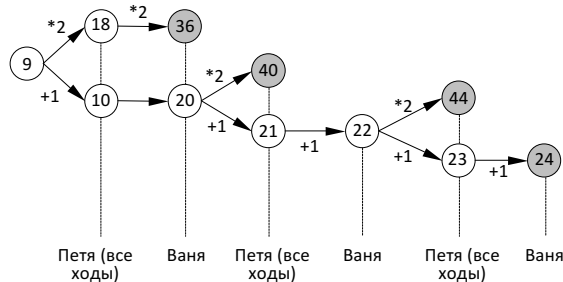 *2
18
*2
36
9
+1
10
20
*2
40
+1
21
+1
22
*2
44
+1
23
+1
24
Петя (все
ходы)
Ваня
Петя (все
ходы)
Ваня
Петя (все
ходы)
Ваня